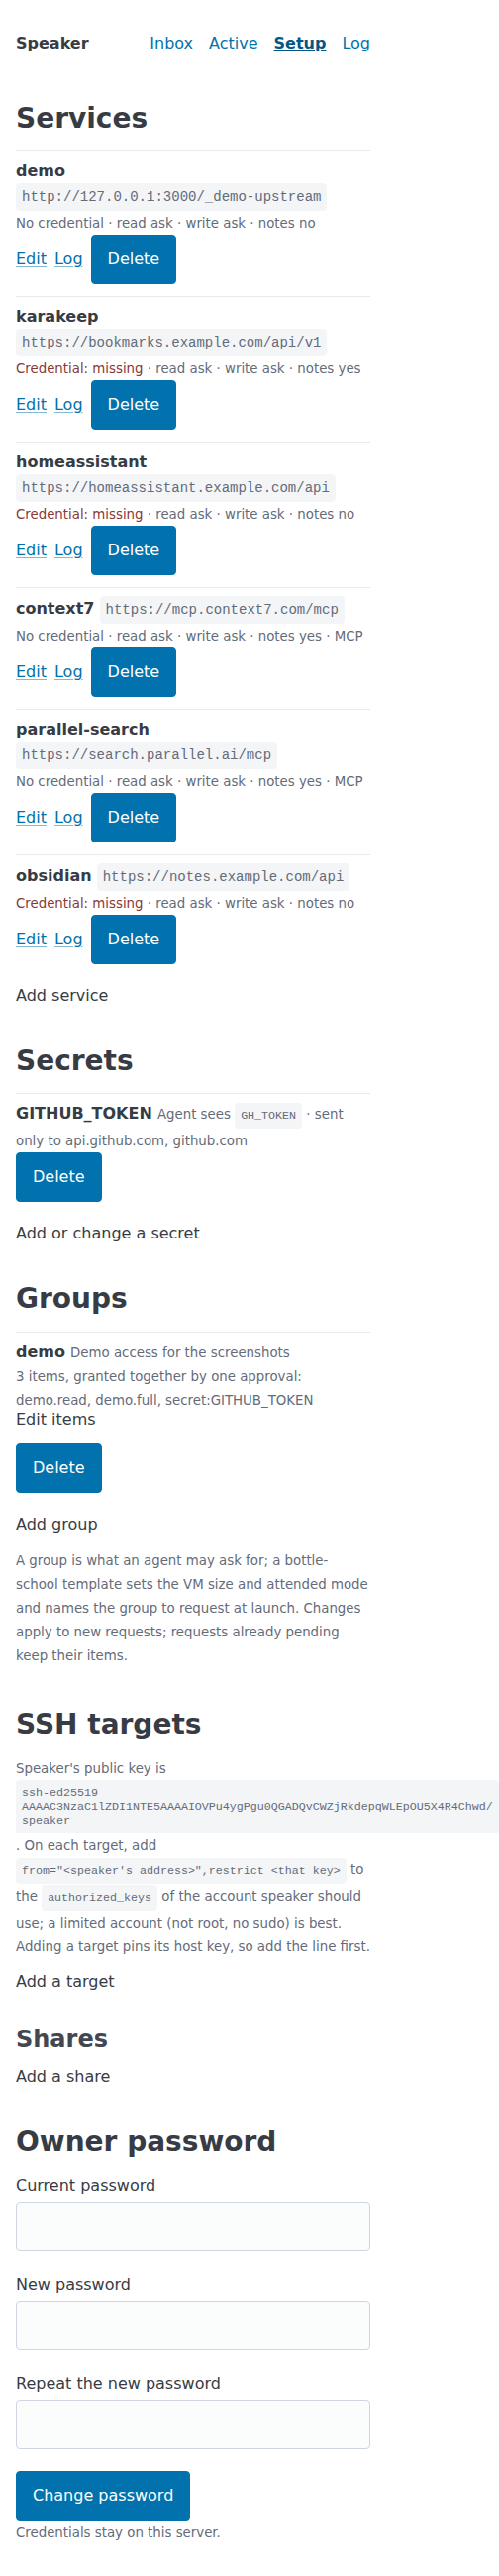 Speaker Inbox Active Setup Log
Services
demo
http://127.0.0.1:3000/_demo-upstream
No credential · read ask · write ask · notes no
Edit Log Delete
karakeep
https://bookmarks.example.com/api/v1
Credential: missing · read ask · write ask · notes yes
Edit Log Delete
homeassistant
https://homeassistant.example.com/api
Credential: missing · read ask · write ask · notes no
Edit Log Delete
context7 https://mcp.context7.com/mcp
No credential · read ask · write ask · notes yes · MCP
Edit Log Delete
parallel-search
https://search.parallel.ai/mcp
No credential · read ask · write ask · notes yes · MCP
Edit Log Delete
obsidian https://notes.example.com/api
Credential: missing · read ask · write ask · notes no
Edit Log Delete
Add service
Secrets
GITHUB_TOKEN Agent sees GH_TOKEN · sent
only to api.github.com, github.com
Delete
Add or change a secret
Groups
demo Demo access for the screenshots
3 items, granted together by one approval:
demo.read, demo.full, secret:GITHUB_TOKEN
Edit items
Delete
Add group
A group is what an agent may ask for; a bottle-
school template sets the VM size and attended mode
and names the group to request at launch. Changes
apply to new requests; requests already pending
keep their items.
SSH targets
Speaker's public key is
ssh-ed25519
AAAAC3NzaC1lZDI1NTE5AAAAIOVPu4ygPgu0QGADQvCWZjRkdepqWLEpOU5X4R4Chwd/
speaker
. On each target, add
from="<speaker's address>",restrict <that key> to
the authorized_keys of the account speaker should
use; a limited account (not root, no sudo) is best.
Adding a target pins its host key, so add the line first.
Add a target
Shares
Add a share
Owner password
Current password
New password
Repeat the new password
Change password
Credentials stay on this server.